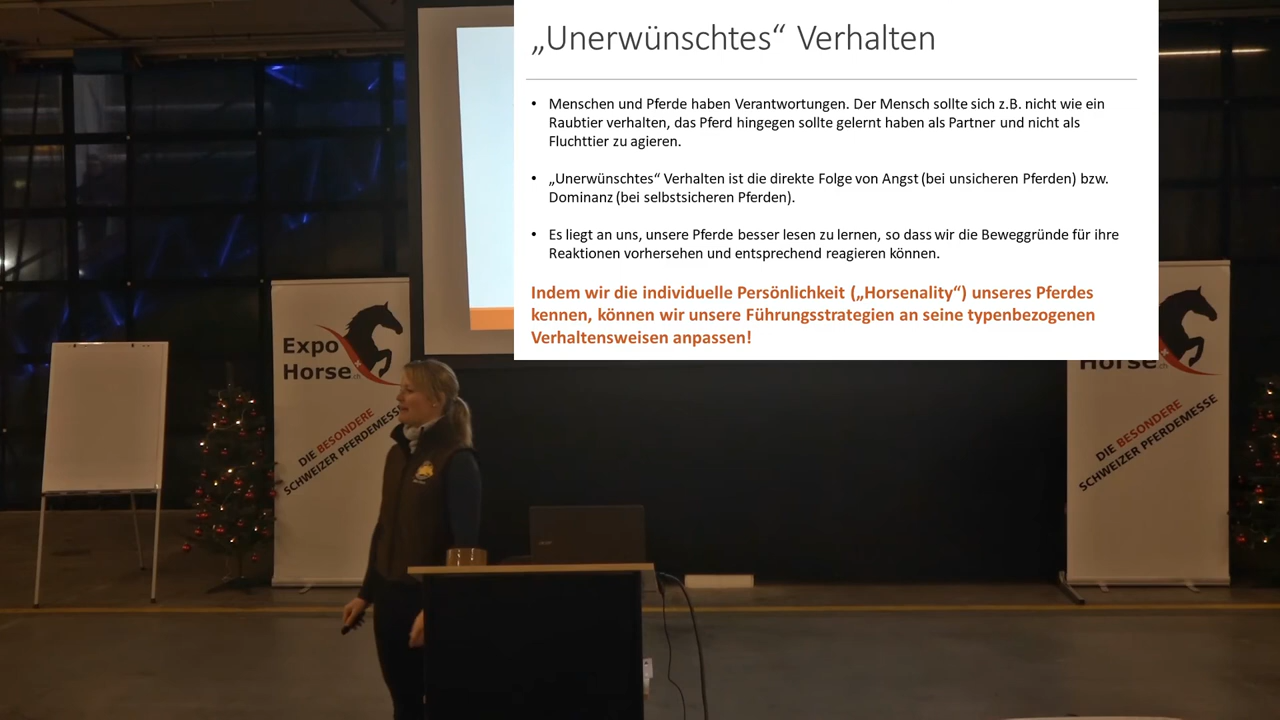 „Unerwünschtes“ Verhalten
• Menschen und Pferde haben Verantwortungen. Der Mensch sollte sich z.B. nicht wie ein
Raubtier verhalten, das Pferd hingegen sollte gelernt haben als Partner und nicht als
Fluchttier zu agieren.
• „Unerwünschtes“ Verhalten ist die direkte Folge von Angst (bei unsicheren Pferden) bzw.
Dominanz (bei selbstsicheren Pferden).
• Es liegt an uns, unsere Pferde besser lesen zu lernen, so dass wir die Beweggründe für ihre
Reaktionen vorhersehen und entsprechend reagieren können.
Indem wir die individuelle Persönlichkeit („Horsenality“) unseres Pferdes
kennen, können wir unsere Führungsstrategien an seine typenbezogenen
Verhaltensweisen anpassen!
Expo
Horse.ch
DIE BESONDERE
SCHWEIZER PFERDEMESSE
Horse.ch
DIE BESONDERE
SCHWEIZER PFERDEMESSE